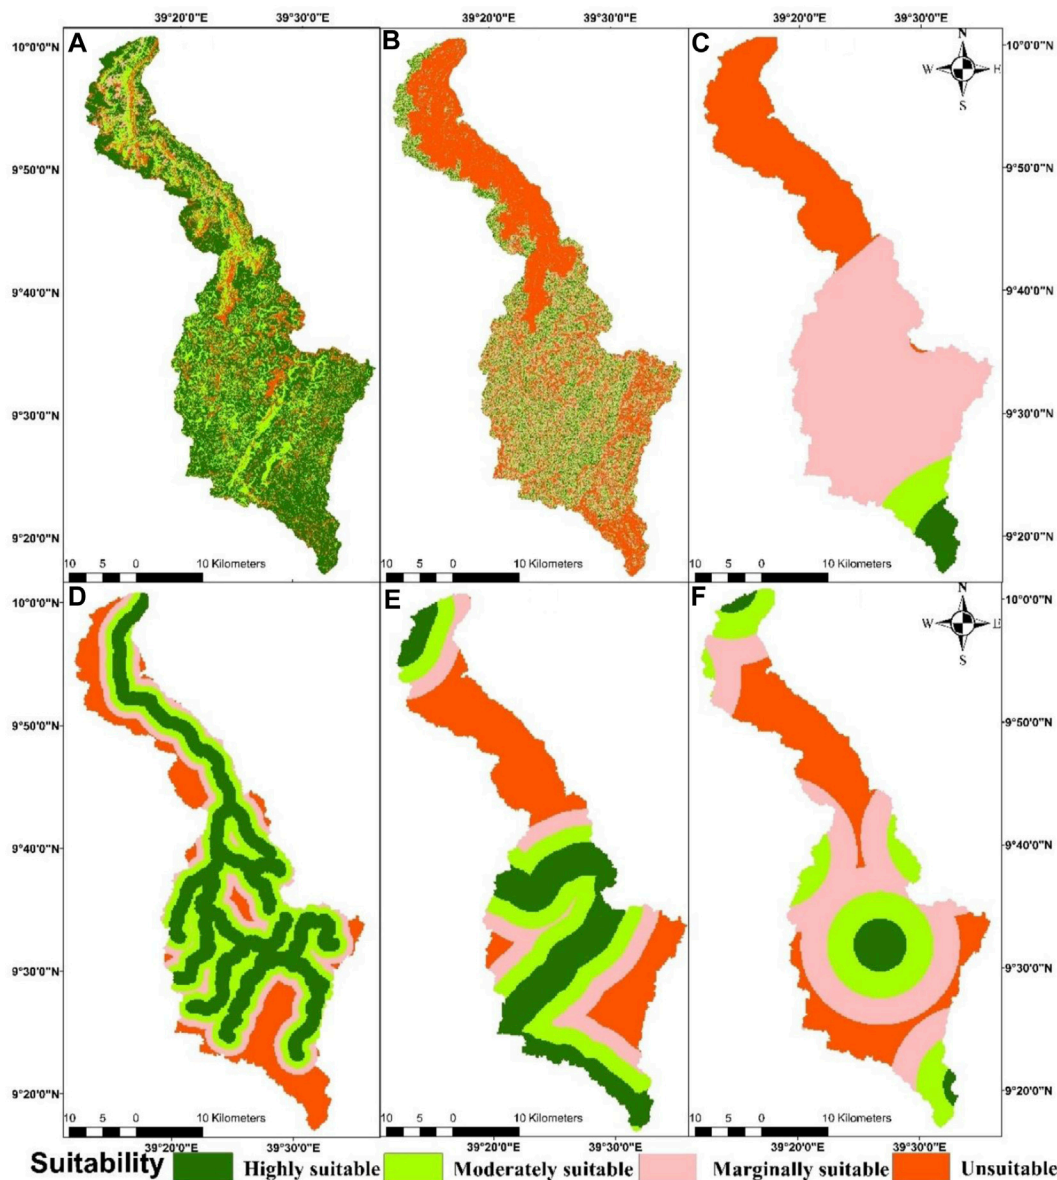 39°20'0"E 39°30'0"E 39°20'0"E 39°30'0"E 39°20'0"E 39°30'0"E
A B C
N
W E
S
10°0'0"N 10°0'0"N
9°50'0"N 9°50'0"N
9°40'0"N 9°40'0"N
9°30'0"N 9°30'0"N
9°20'0"N 9°20'0"N
10 5 0 10 Kilometers 10 5 0 10 Kilometers 10 5 0 10 Kilometers
D E F
N
W E
S
10°0'0"N 10°0'0"N
9°50'0"N 9°50'0"N
9°40'0"N 9°40'0"N
9°30'0"N 9°30'0"N
9°20'0"N 9°20'0"N
10 5 0 10 Kilometers 10 5 0 10 Kilometers 10 5 0 10 Kilometers
39°20'0"E 39°30'0"E 39°20'0"E 39°30'0"E 39°20'0"E 39°30'0"E
Suitability Highly suitable Moderately suitable Marginally suitable Unsuitable